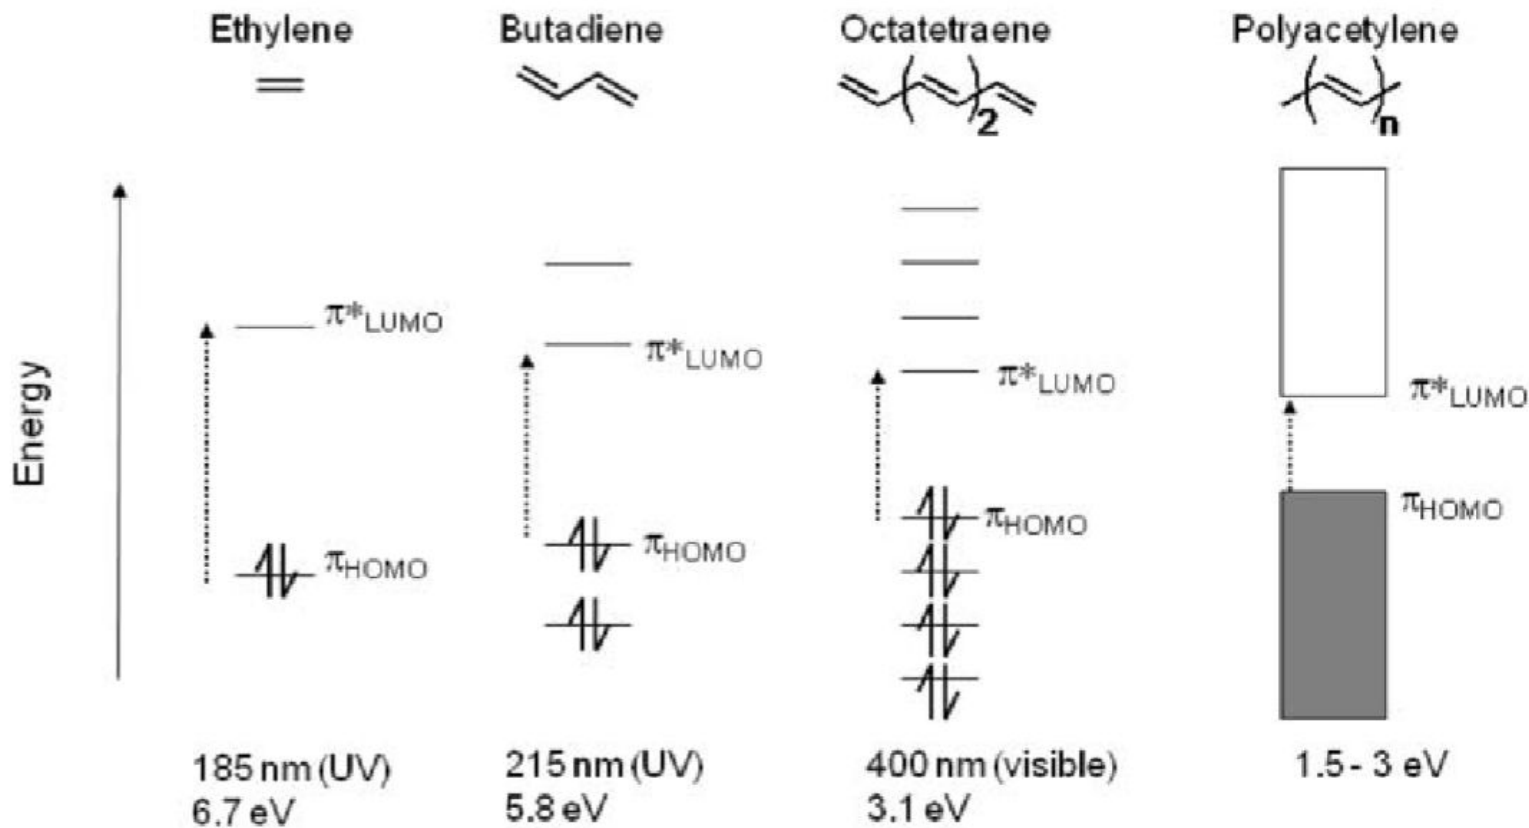 Ethylene
Butadiene
Octatetraene
Polyacetylene
2
n
Energy
π*LUMO
π*LUMO
π*LUMO
π*LUMO
πHOMO
πHOMO
πHOMO
πHOMO
185 nm (UV)
6.7 eV
215 nm (UV)
5.8 eV
400 nm (visible)
3.1 eV
1.5 - 3 eV